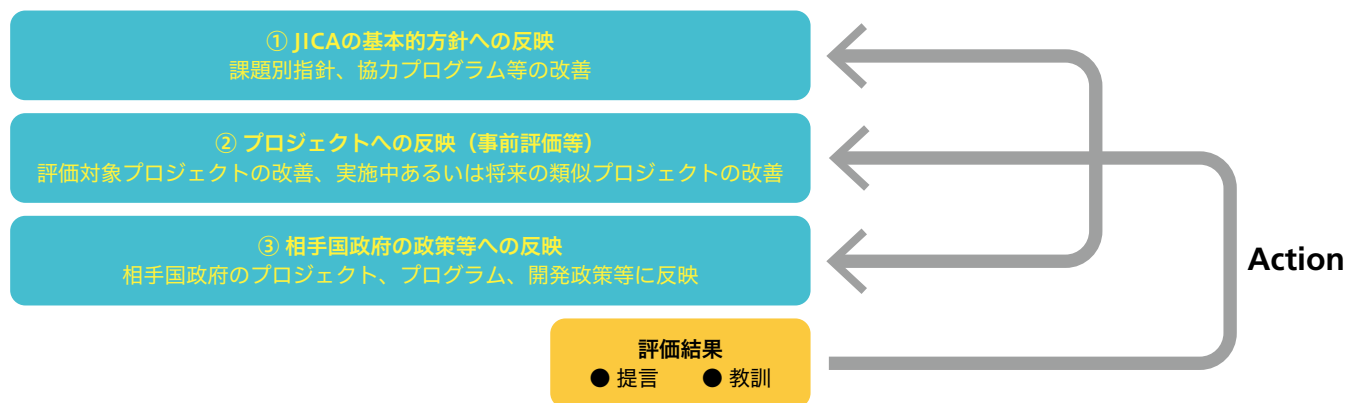 ① JICAの基本的方針への反映
課題別指針、協力プログラム等の改善
② プロジェクトへの反映（事前評価等）
評価対象プロジェクトの改善、実施中あるいは将来の類似プロジェクトの改善
③ 相手国政府の政策等への反映
相手国政府のプロジェクト、プログラム、開発政策等に反映
Action
評価結果
● 提言 ● 教訓